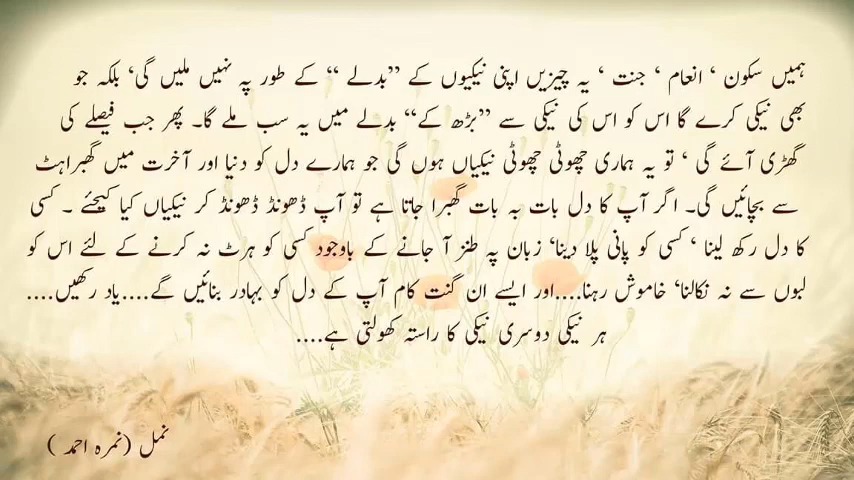 ہمیں سکون ‘ انعام ‘ جنت ‘ یہ چیزیں اپنی نیکیوں کے ”بدلے “ کے طور پہ نہیں ملیں گی‘ بلکہ جو
بھی نیکی کرے گا اس کو اس کی نیکی سے ”بڑھ کے“ بدلے میں یہ سب ملے گا۔ پھر جب فیصلے کی
گھڑی آئے گی ‘ تو یہ ہماری چھوٹی چھوٹی نیکیاں ہوں گی جو ہمارے دل کو دنیا اور آخرت میں گھبراہٹ
سے بچائیں گی۔ اگر آپ کا دل بات بہ بات گھبرا جاتا ہے تو آپ ڈھونڈ ڈھونڈ کر نیکیاں کیا کیجئے ۔ کسی
کا دل رکھ لینا ‘ کسی کو پانی پلا دینا‘ زبان پہ طنز آ جانے کے باوجود کسی کو ہرٹ نہ کرنے کے لئے اس کو
لبوں سے نہ نکالنا‘ خاموش رہنا....اور ایسے ان گنت کام آپ کے دل کو بہادر بنائیں گے....یاد رکھیں....
ہر نیکی دوسری نیکی کا راستہ کھولتی ہے....
نمل (نمرہ احمد )